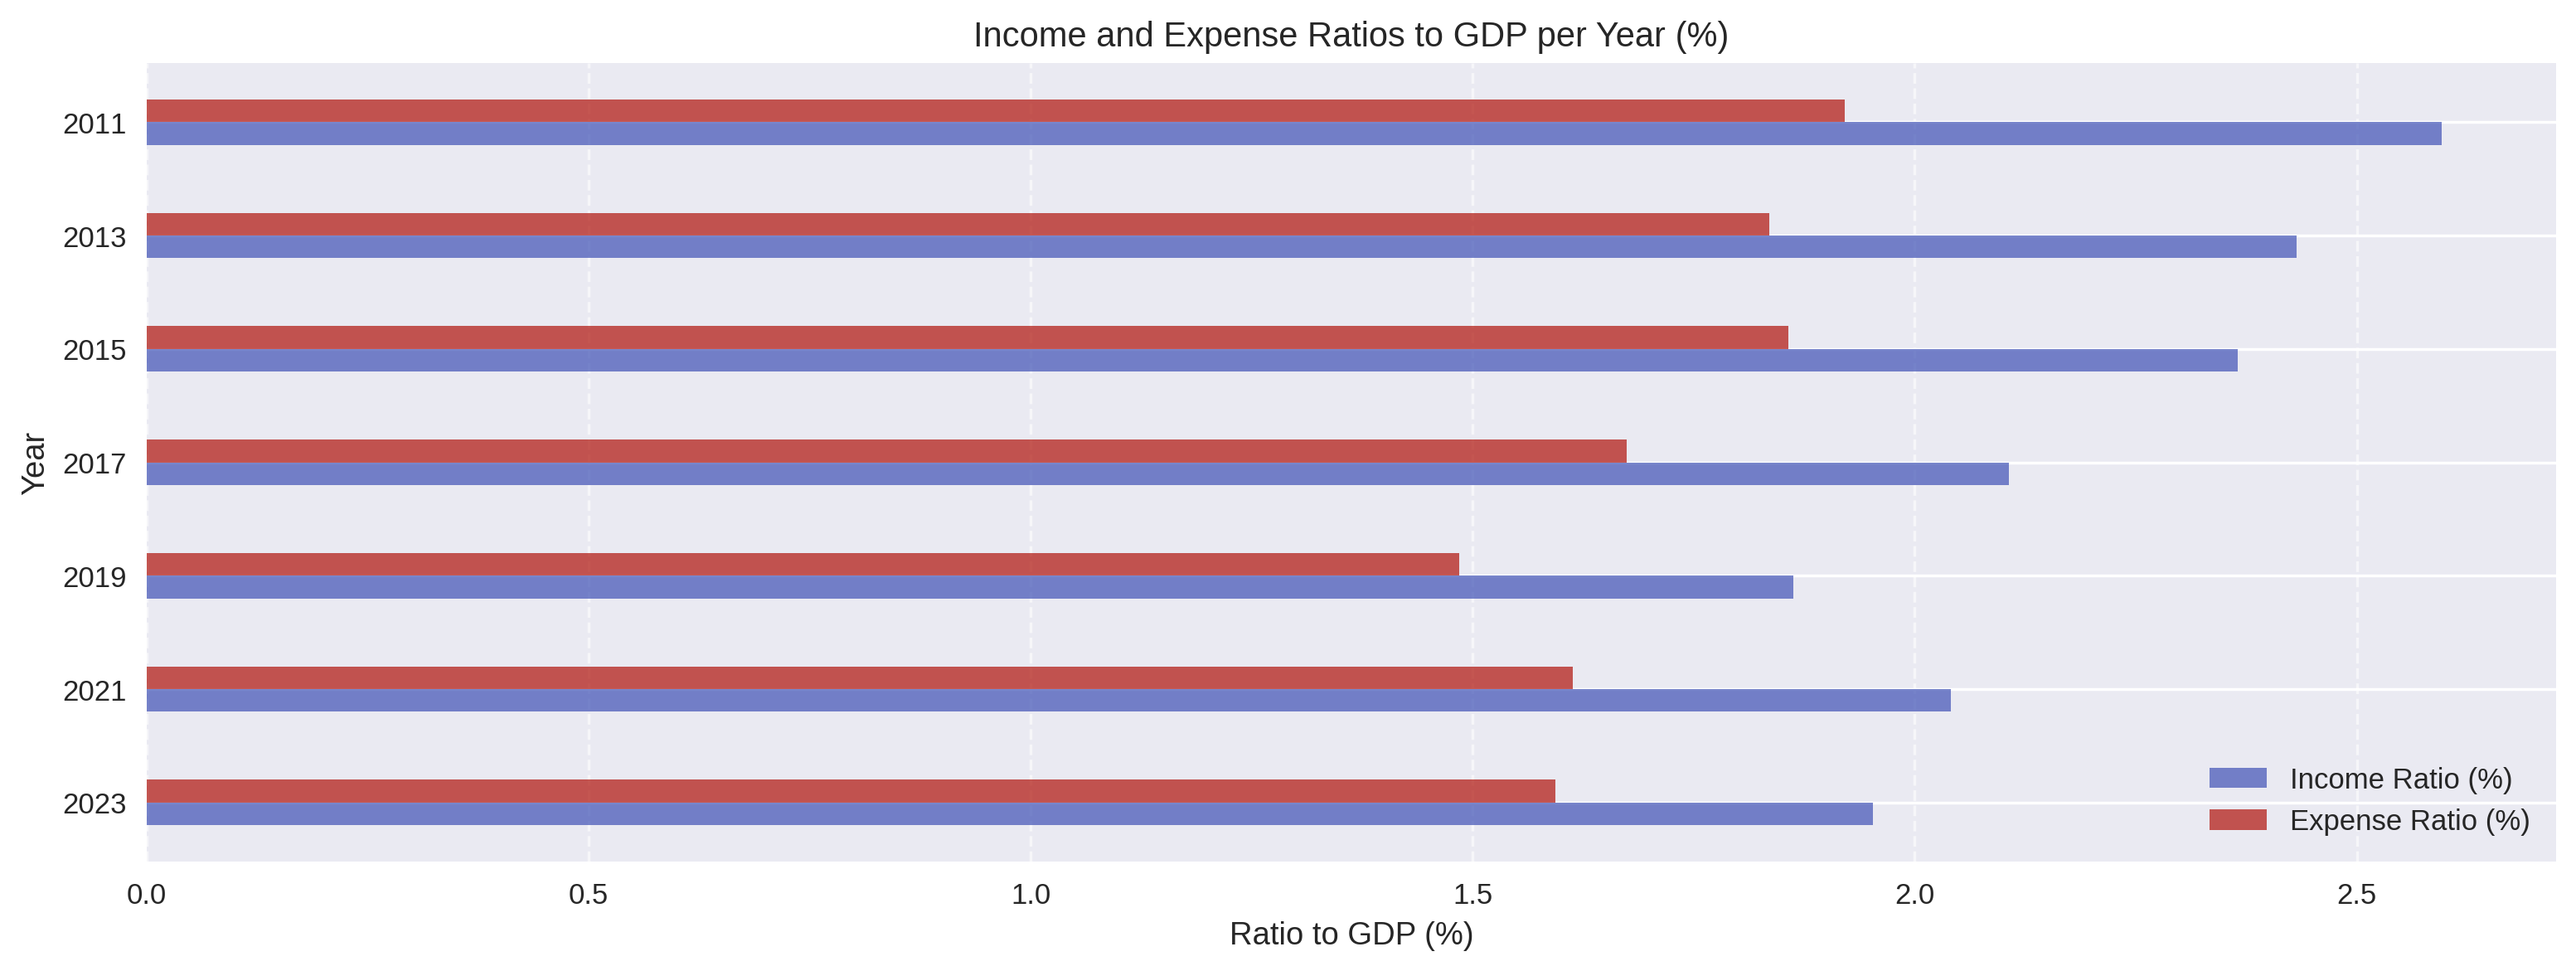 Income and Expense Ratios to GDP per Year (%)
2011
2013
2015
2017
2019
2021
2023
Year
Income Ratio (%)
Expense Ratio (%)
0.0 0.5 1.0 1.5 2.0 2.5
Ratio to GDP (%)